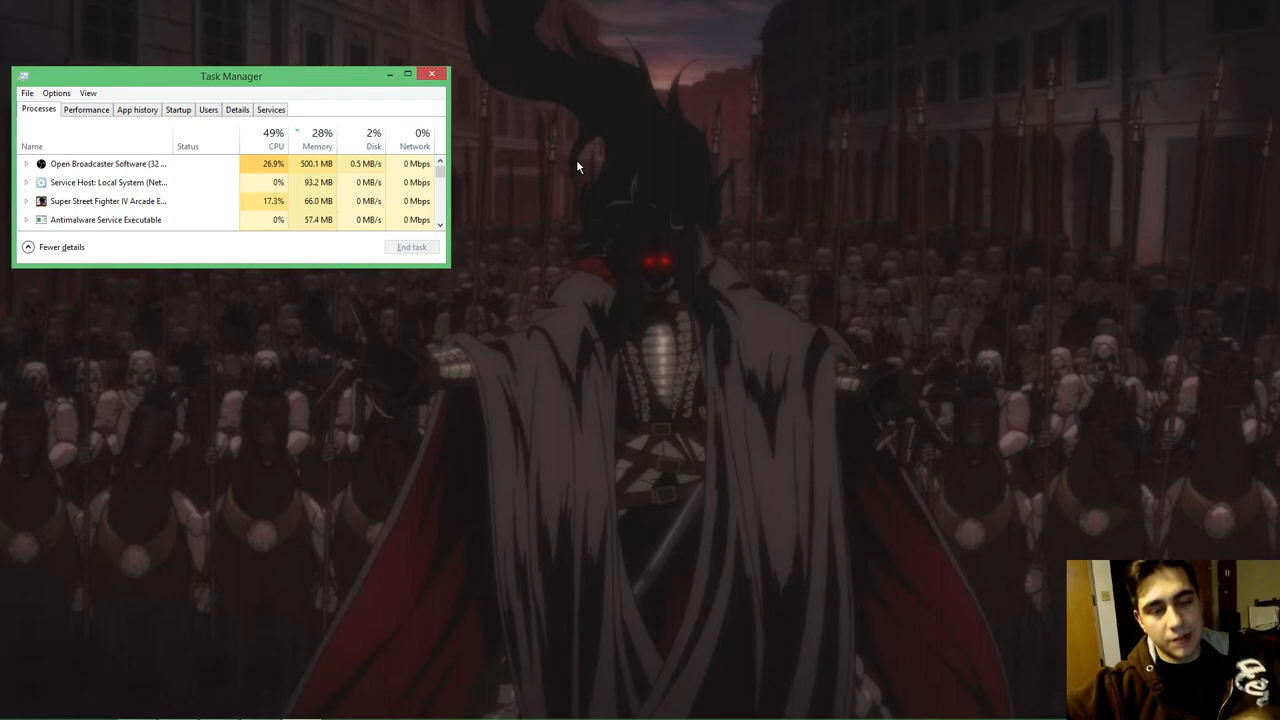 Task Manager
File Options View
Processes Performance App history Startup Users Details Services
49% 28% 2% 0%
Name Status CPU Memory Disk Network
Open Broadcaster Software (32 ... 26.9% 500.1 MB 0.5 MB/s 0 Mbps
Service Host: Local System (Net... 0% 93.2 MB 0 MB/s 0 Mbps
Super Street Fighter IV Arcade E... 17.3% 66.0 MB 0 MB/s 0 Mbps
Antimalware Service Executable 0% 57.4 MB 0 MB/s 0 Mbps
Fewer details End task